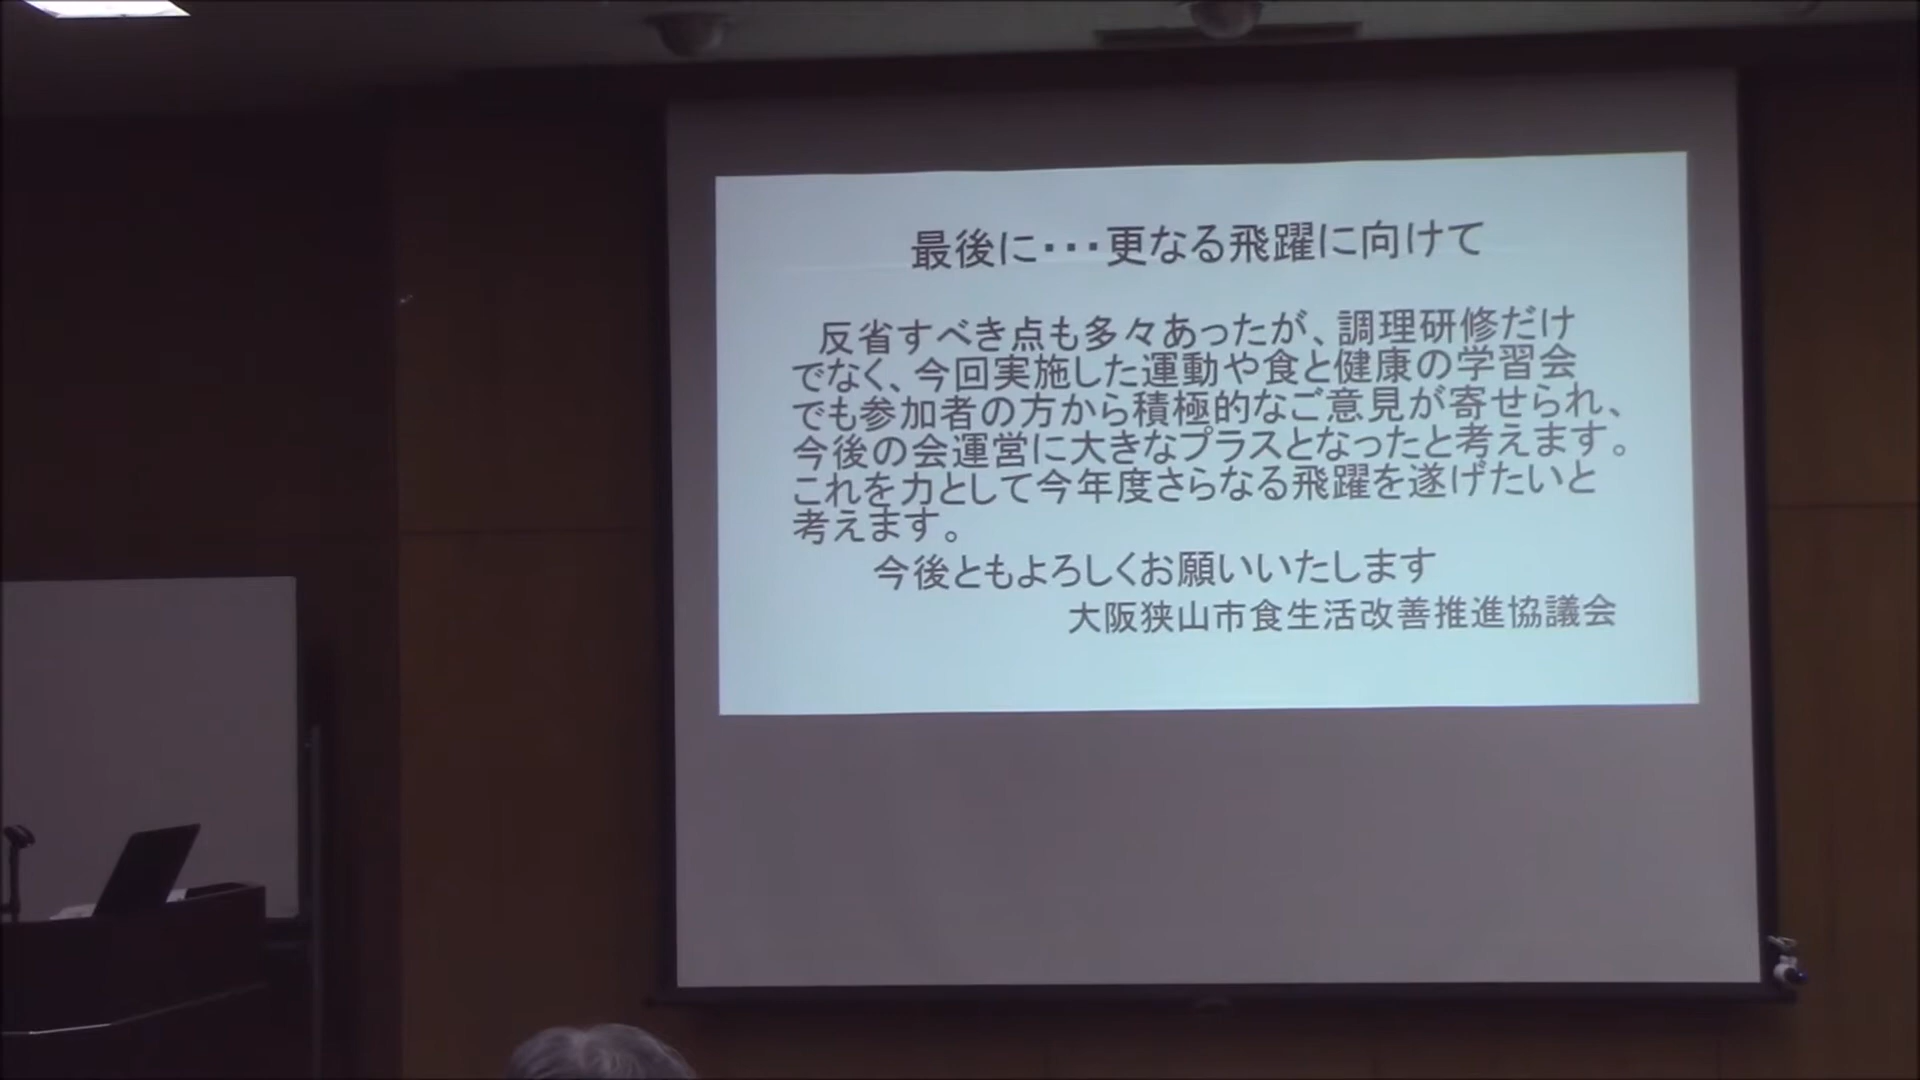 最後に・・・更なる飛躍に向けて
反省すべき点も多々あったが、調理研修だけ
でなく、今回実施した運動や食と健康の学習会
でも参加者の方から積極的なご意見が寄せられ、
今後の会運営に大きなプラスとなったと考えます。
これを力として今年度さらなる飛躍を遂げたいと
考えます。
今後ともよろしくお願いいたします
大阪狭山市食生活改善推進協議会